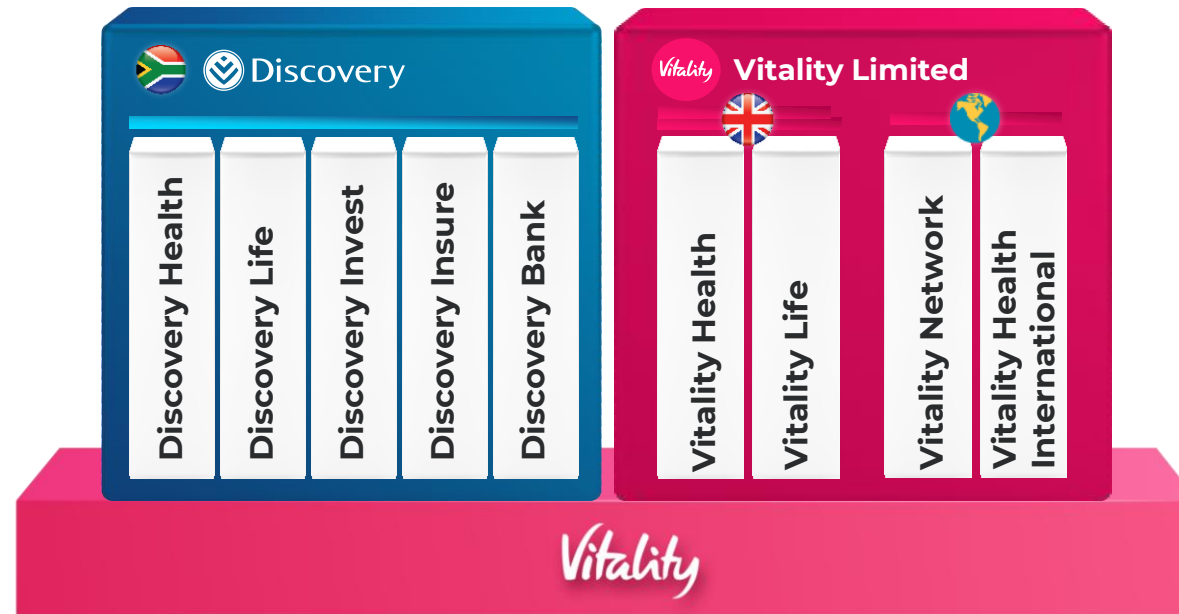 Discovery
Discovery Health
Discovery Life
Discovery Invest
Discovery Insure
Discovery Bank
Vitality
Vitality Limited
Vitality Health
Vitality Life
Vitality Network
Vitality Health
International
Vitality